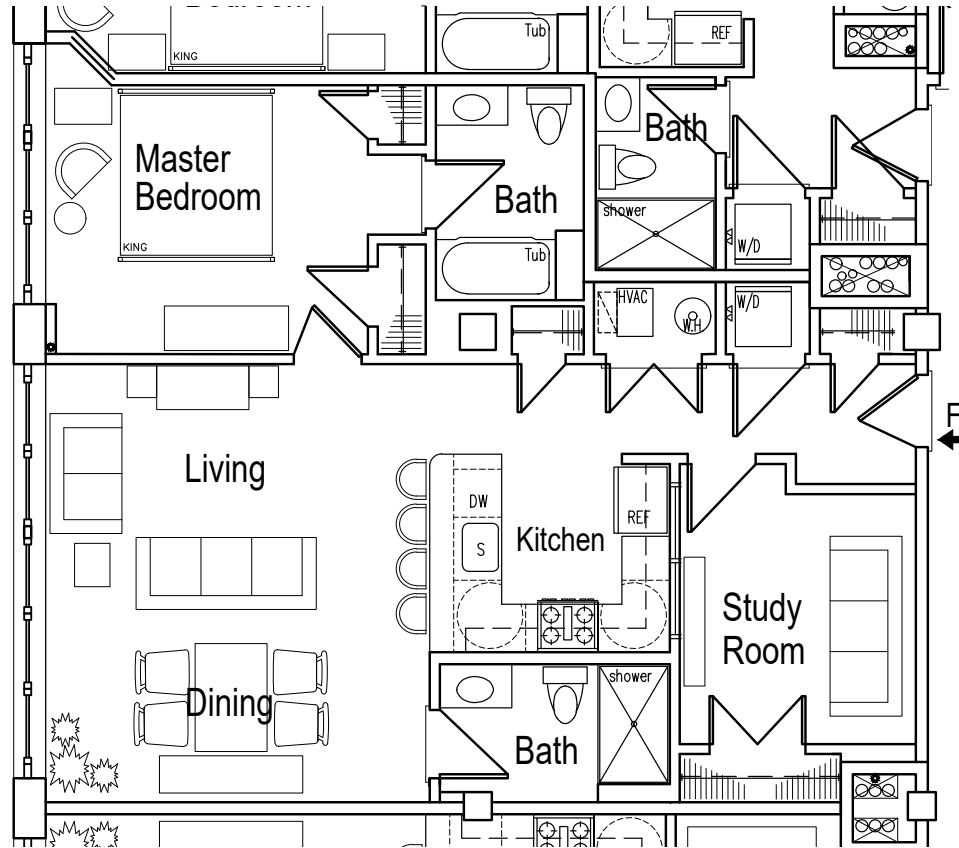 Bedroom
KING
Tub
REF
Master
Bedroom
Bath
Bath
shower
W/D
KING
Tub
HVAC
W.H
W/D
F
Living
DW
REF
S
Kitchen
Study
Room
shower
Dining
Bath